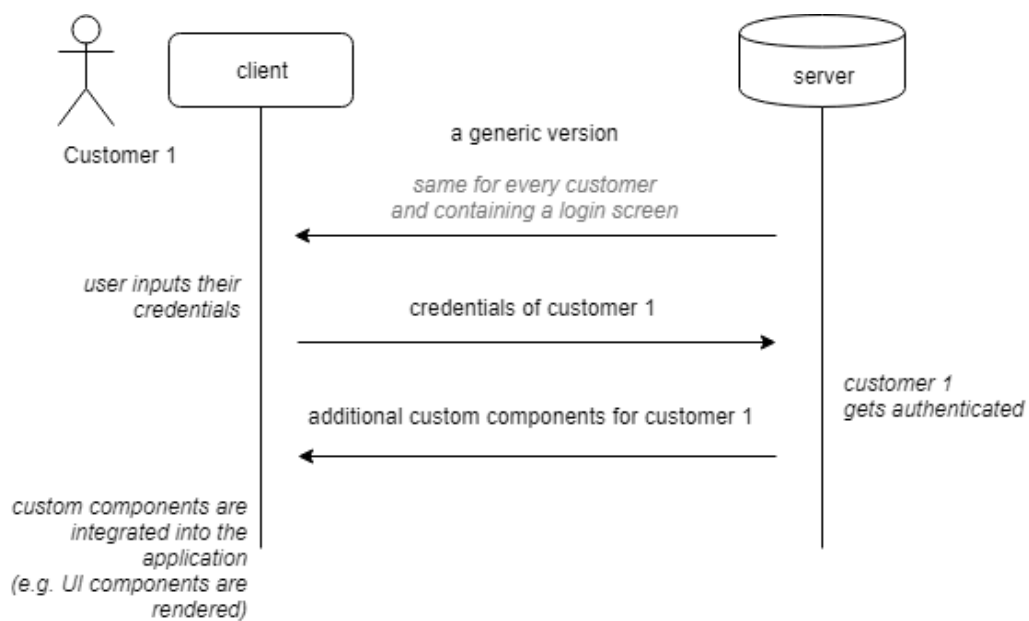 client
server
Customer 1
a generic version
same for every customer
and containing a login screen
user inputs their
credentials
credentials of customer 1
customer 1
gets authenticated
additional custom components for customer 1
custom components are
integrated into the
application
(e.g. UI components are
rendered)